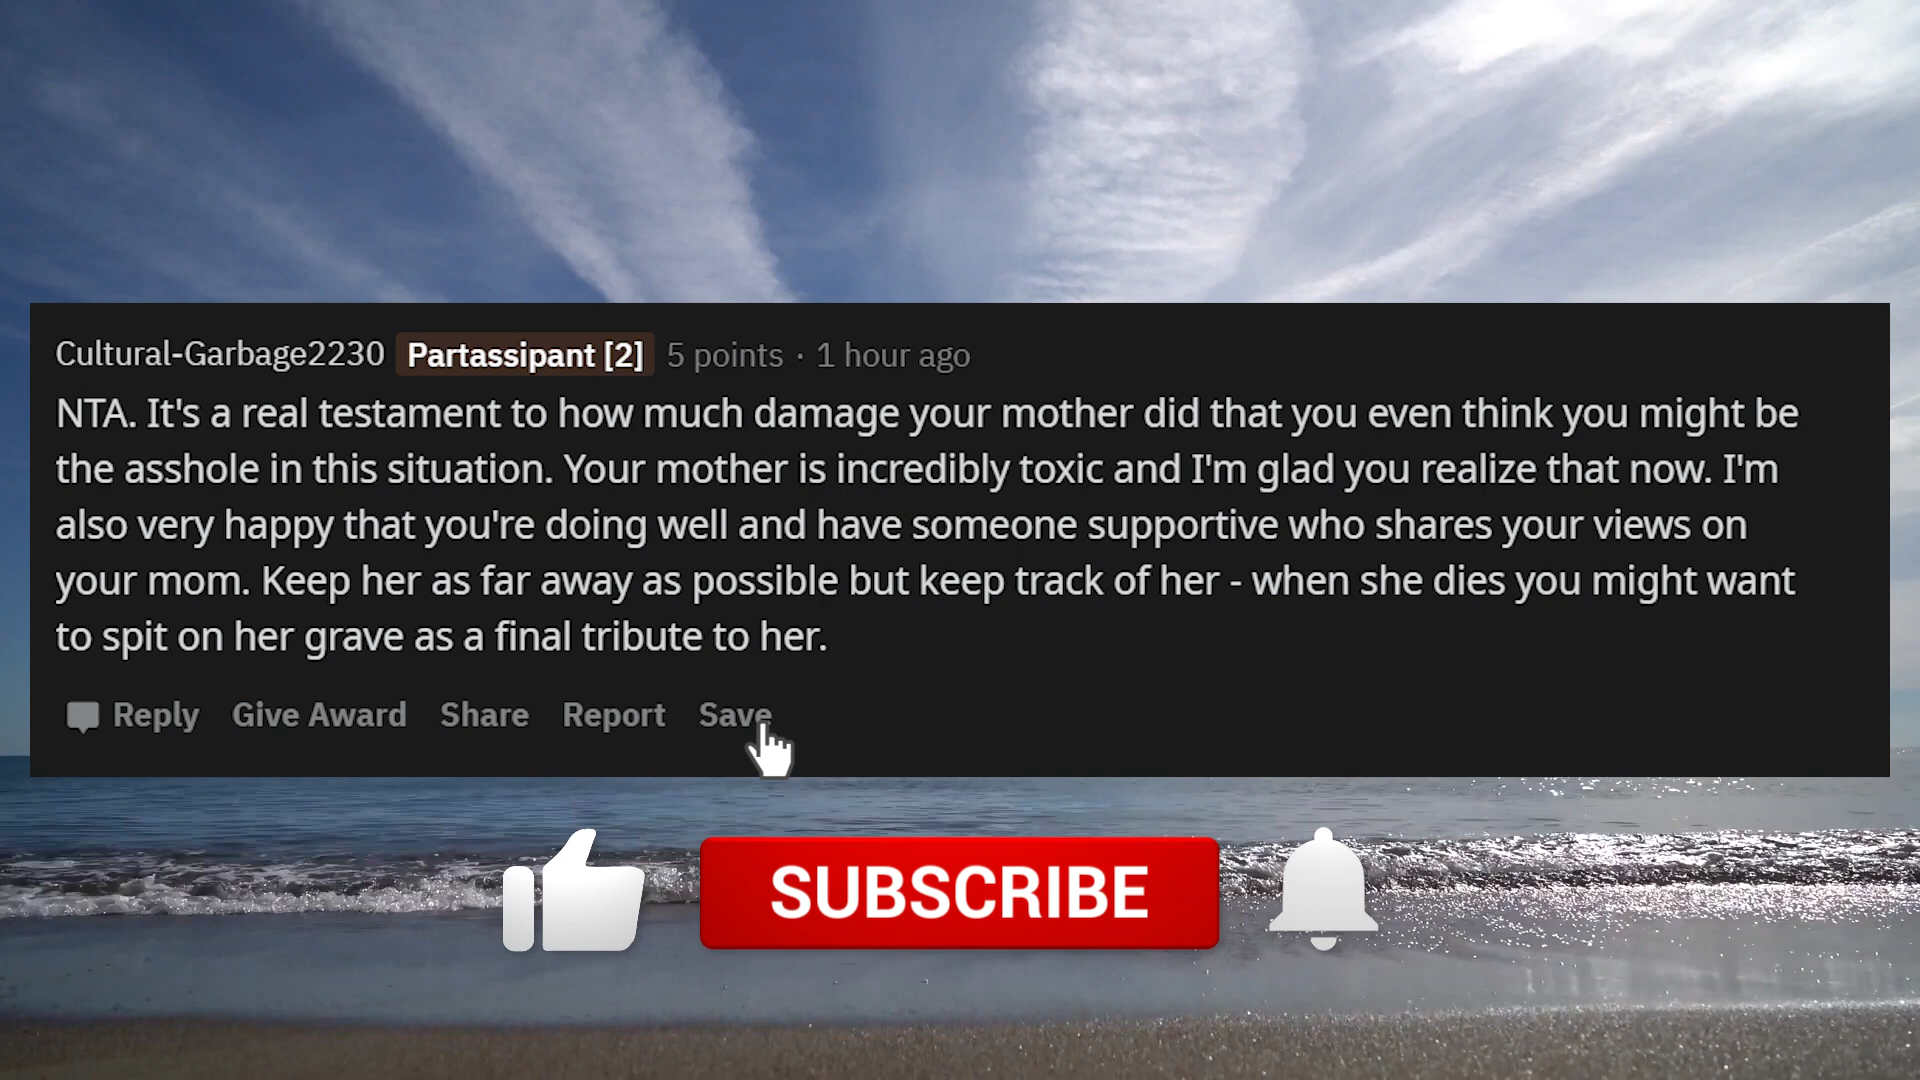 Cultural-Garbage2230 Partassipant [2] 5 points · 1 hour ago
NTA. It's a real testament to how much damage your mother did that you even think you might be
the asshole in this situation. Your mother is incredibly toxic and I'm glad you realize that now. I'm
also very happy that you're doing well and have someone supportive who shares your views on
your mom. Keep her as far away as possible but keep track of her - when she dies you might want
to spit on her grave as a final tribute to her.
Reply Give Award Share Report Save
SUBSCRIBE